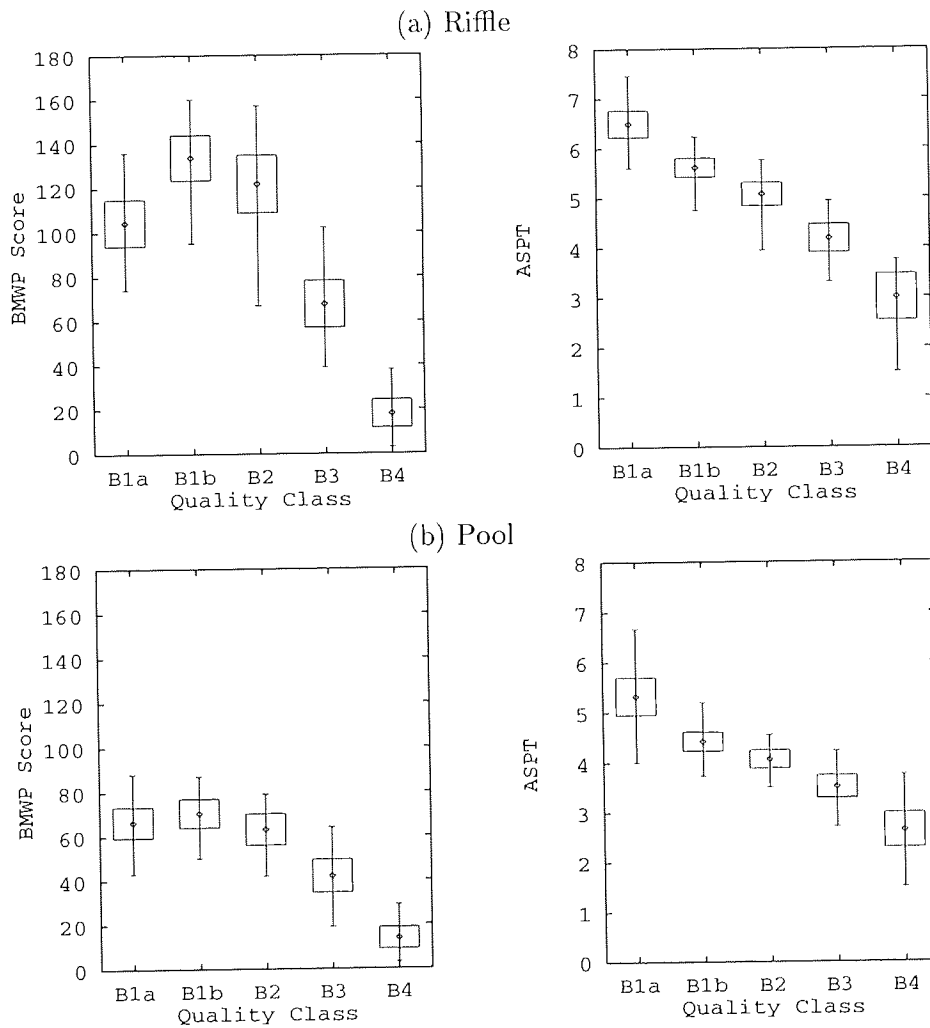 (a) Riffle
180
160
140
120
100
80
60
40
20
0
BMWP Score
B1a B1b B2 B3 B4
Quality Class
8
7
6
5
4
3
2
1
0
ASPT
B1a B1b B2 B3 B4
Quality Class
(b) Pool
180
160
140
120
100
80
60
40
20
0
BMWP Score
B1a B1b B2 B3 B4
Quality Class
8
7
6
5
4
3
2
1
0
ASPT
B1a B1b B2 B3 B4
Quality Class